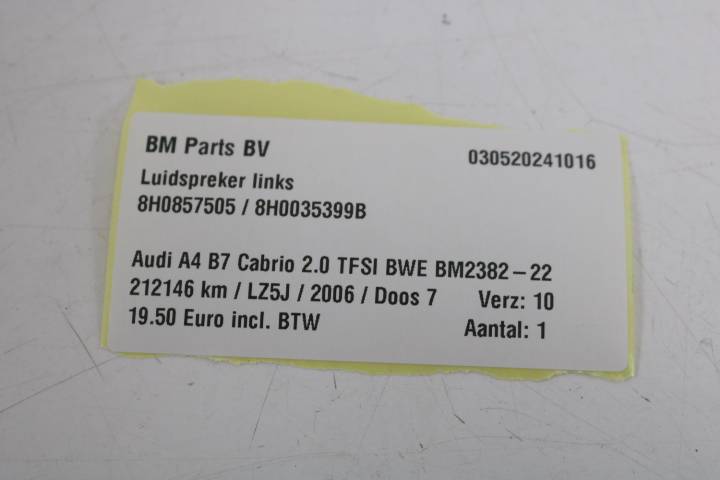 BM Parts BV 030520241016
Luidspreker links
8H0857505 / 8H0035399B
Audi A4 B7 Cabrio 2.0 TFSI BWE BM2382-22
212146 km / LZ5J / 2006 / Doos 7 Verz: 10
19.50 Euro incl. BTW Aantal: 1